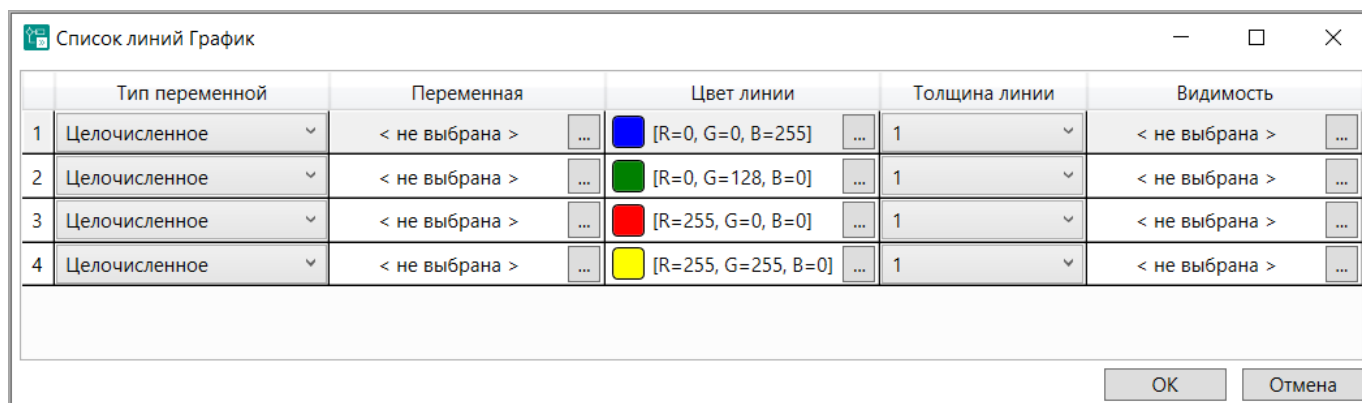 Список линий График
Тип переменной Переменная Цвет линии Толщина линии Видимость
1 Целочисленное < не выбрана > ... [R=0, G=0, B=255] ... 1 < не выбрана > ...
2 Целочисленное < не выбрана > ... [R=0, G=128, B=0] ... 1 < не выбрана > ...
3 Целочисленное < не выбрана > ... [R=255, G=0, B=0] ... 1 < не выбрана > ...
4 Целочисленное < не выбрана > ... [R=255, G=255, B=0] ... 1 < не выбрана > ...
ОК Отмена